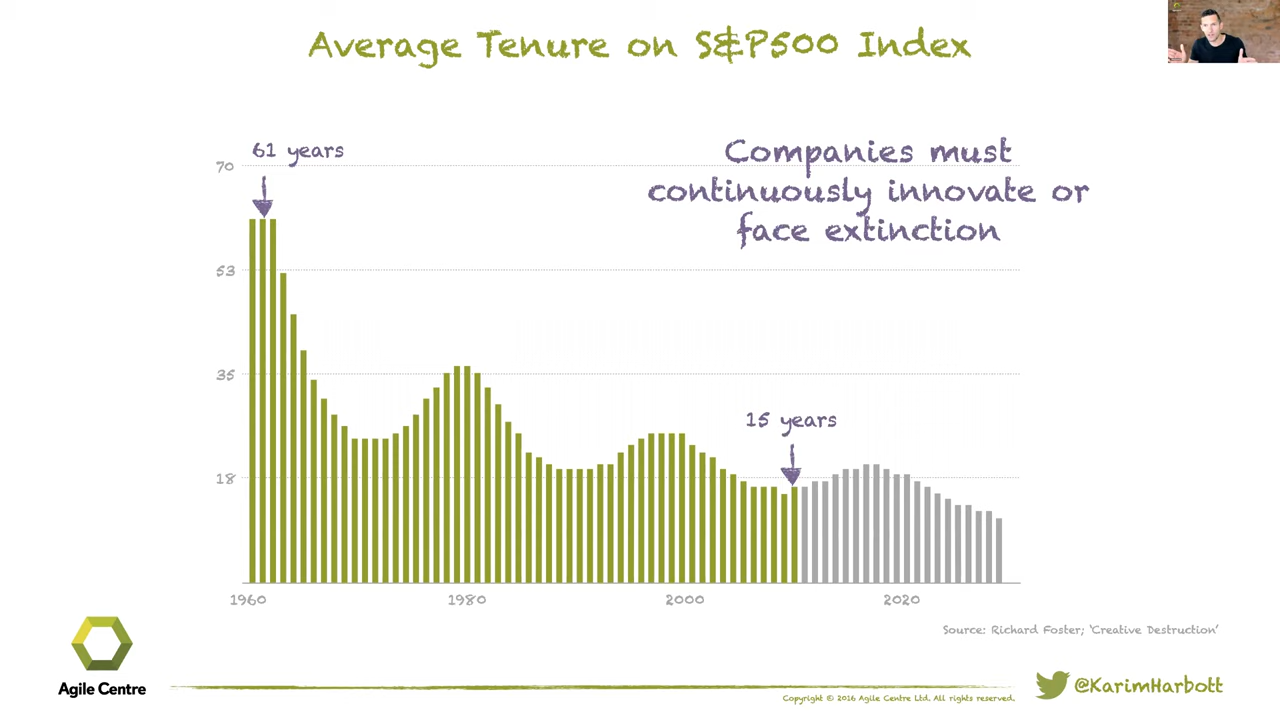 Average Tenure on S&P500 Index
61 years
Companies must
continuously innovate or
face extinction
70
53
35
18
15 years
1960
1980
2000
2020
Source: Richard Foster; 'Creative Destruction'
Agile Centre
Copyright © 2016 Agile Centre Ltd. All rights reserved.
@KarimHarbott